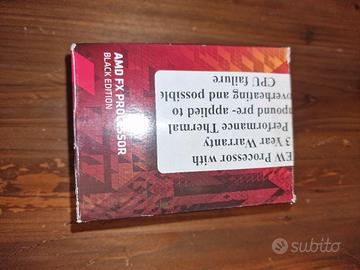 AMD FX PROCESSOR
BLACK EDITION
EW Processor with
3 Year Warranty
Performance Thermal
pound pre- applied to
overheating and possible
CPU failure
subito